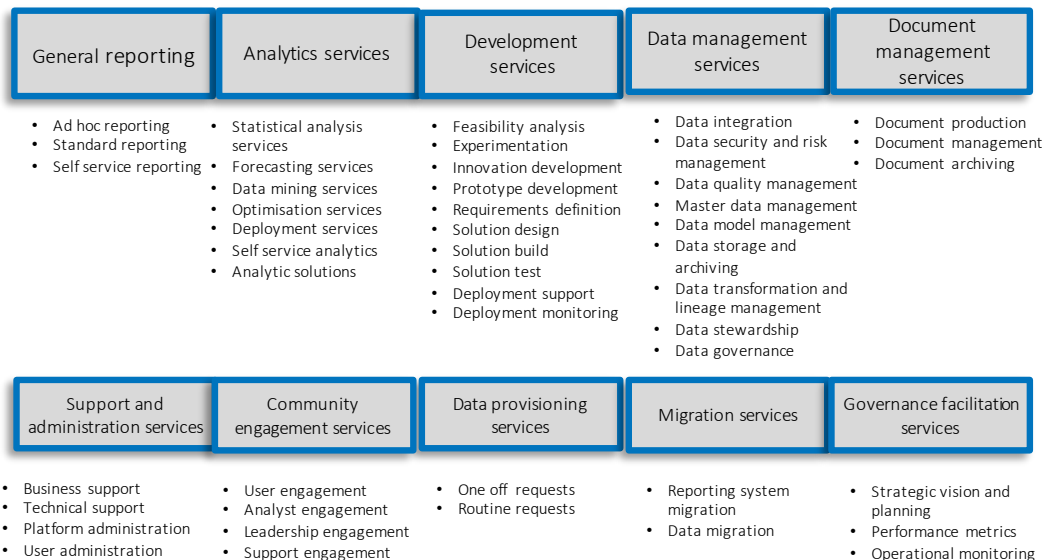 General reporting
Analytics services
Development
services
Data management
services
Document
management
services
• Ad hoc reporting
• Standard reporting
• Self service reporting
• Statistical analysis
services
• Forecasting services
• Data mining services
• Optimisation services
• Deployment services
• Self service analytics
• Analytic solutions
• Feasibility analysis
• Experimentation
• Innovation development
• Prototype development
• Requirements definition
• Solution design
• Solution build
• Solution test
• Deployment support
• Deployment monitoring
• Data integration
• Data security and risk
management
• Data quality management
• Master data management
• Data model management
• Data storage and
archiving
• Data transformation and
lineage management
• Data stewardship
• Data governance
• Document production
• Document management
• Document archiving
Support and
administration services
Community
engagement services
Data provisioning
services
Migration services
Governance facilitation
services
• Business support
• Technical support
• Platform administration
• User administration
• User engagement
• Analyst engagement
• Leadership engagement
• Support engagement
• One off requests
• Routine requests
• Reporting system
migration
• Data migration
• Strategic vision and
planning
• Performance metrics
• Operational monitoring